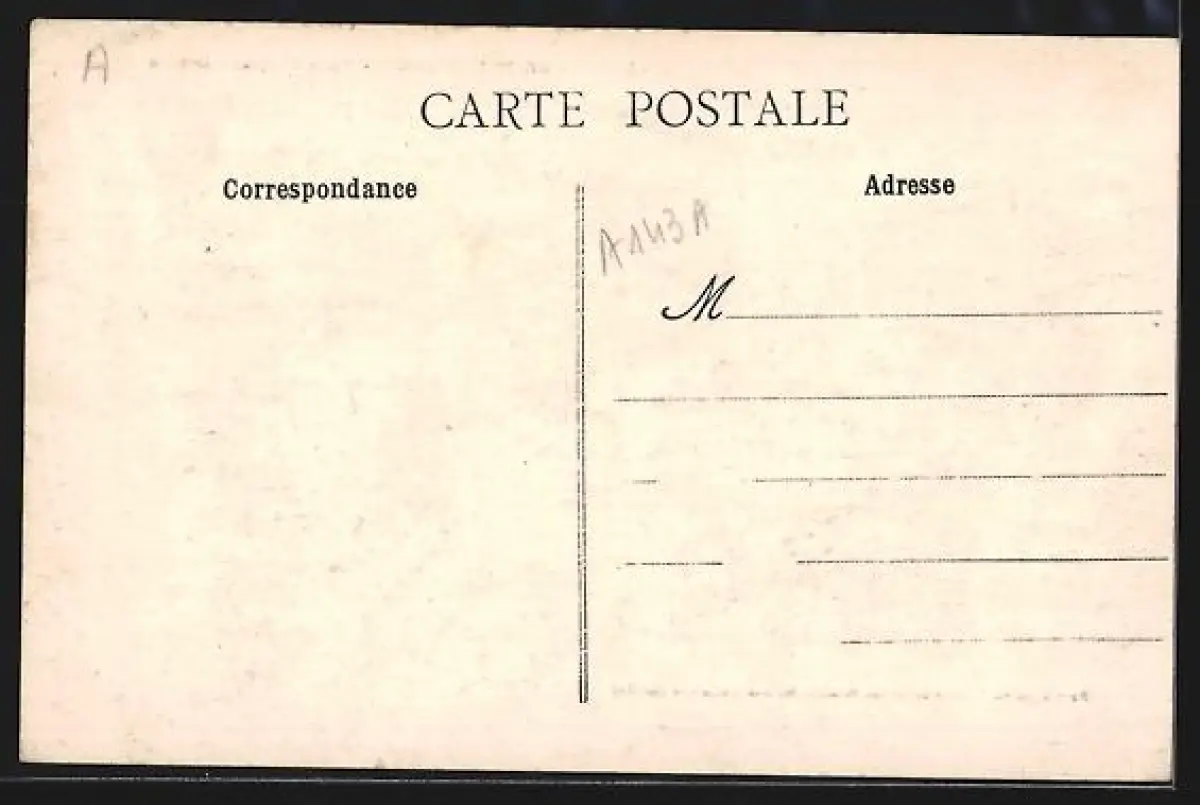 A
CARTE POSTALE
Correspondance
Adresse
A143A
M